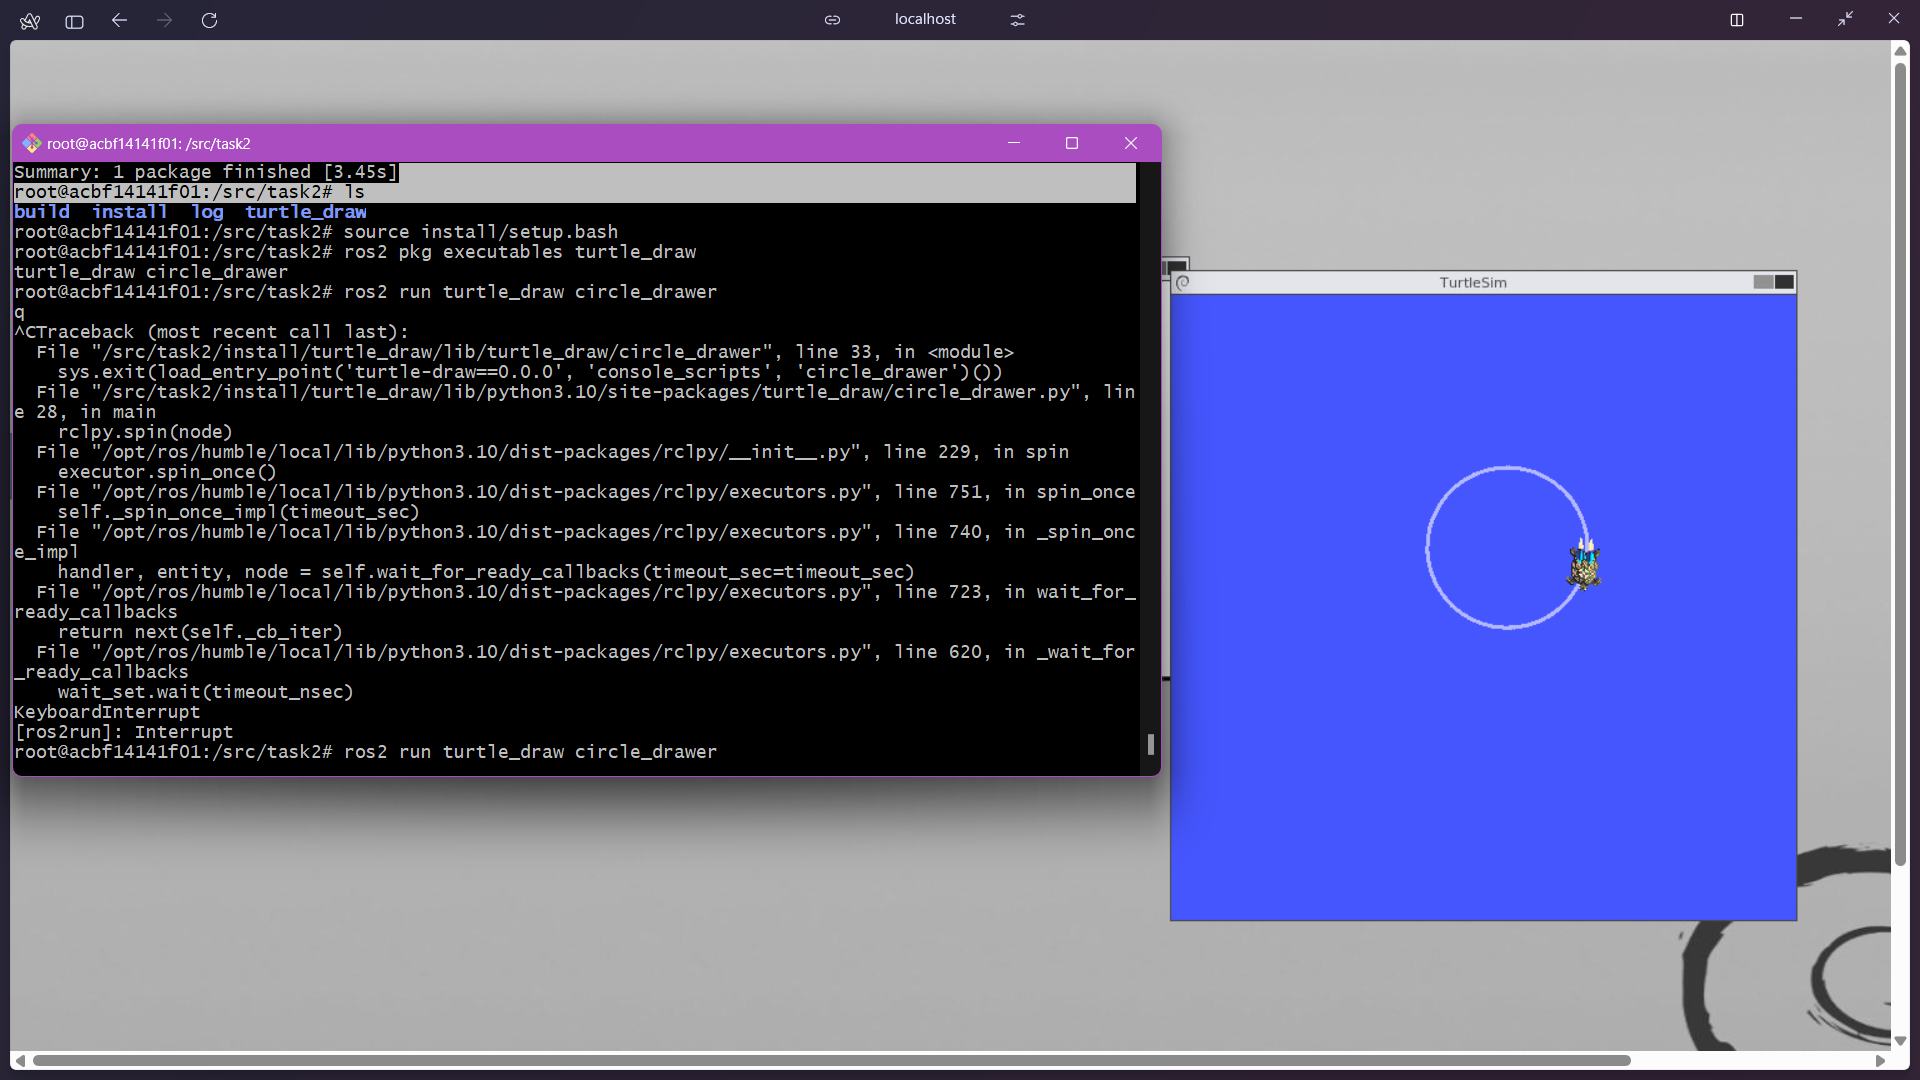 localhost
root@acbf14141f01: /src/task2
Summary: 1 package finished [3.45s]
root@acbf14141f01:/src/task2# ls
build  install  log  turtle_draw
root@acbf14141f01:/src/task2# source install/setup.bash
root@acbf14141f01:/src/task2# ros2 pkg executables turtle_draw
turtle_draw circle_drawer
root@acbf14141f01:/src/task2# ros2 run turtle_draw circle_drawer
q
^CTraceback (most recent call last):
  File "/src/task2/install/turtle_draw/lib/turtle_draw/circle_drawer", line 33, in <module>
    sys.exit(load_entry_point('turtle-draw==0.0.0', 'console_scripts', 'circle_drawer')())
  File "/src/task2/install/turtle_draw/lib/python3.10/site-packages/turtle_draw/circle_drawer.py", lin
e 28, in main
    rclpy.spin(node)
  File "/opt/ros/humble/local/lib/python3.10/dist-packages/rclpy/__init__.py", line 229, in spin
    executor.spin_once()
  File "/opt/ros/humble/local/lib/python3.10/dist-packages/rclpy/executors.py", line 751, in spin_once
    self._spin_once_impl(timeout_sec)
  File "/opt/ros/humble/local/lib/python3.10/dist-packages/rclpy/executors.py", line 740, in _spin_onc
e_impl
    handler, entity, node = self.wait_for_ready_callbacks(timeout_sec=timeout_sec)
  File "/opt/ros/humble/local/lib/python3.10/dist-packages/rclpy/executors.py", line 723, in wait_for_
ready_callbacks
    return next(self._cb_iter)
  File "/opt/ros/humble/local/lib/python3.10/dist-packages/rclpy/executors.py", line 620, in _wait_for
_ready_callbacks
    wait_set.wait(timeout_nsec)
KeyboardInterrupt
[ros2run]: Interrupt
root@acbf14141f01:/src/task2# ros2 run turtle_draw circle_drawer
TurtleSim